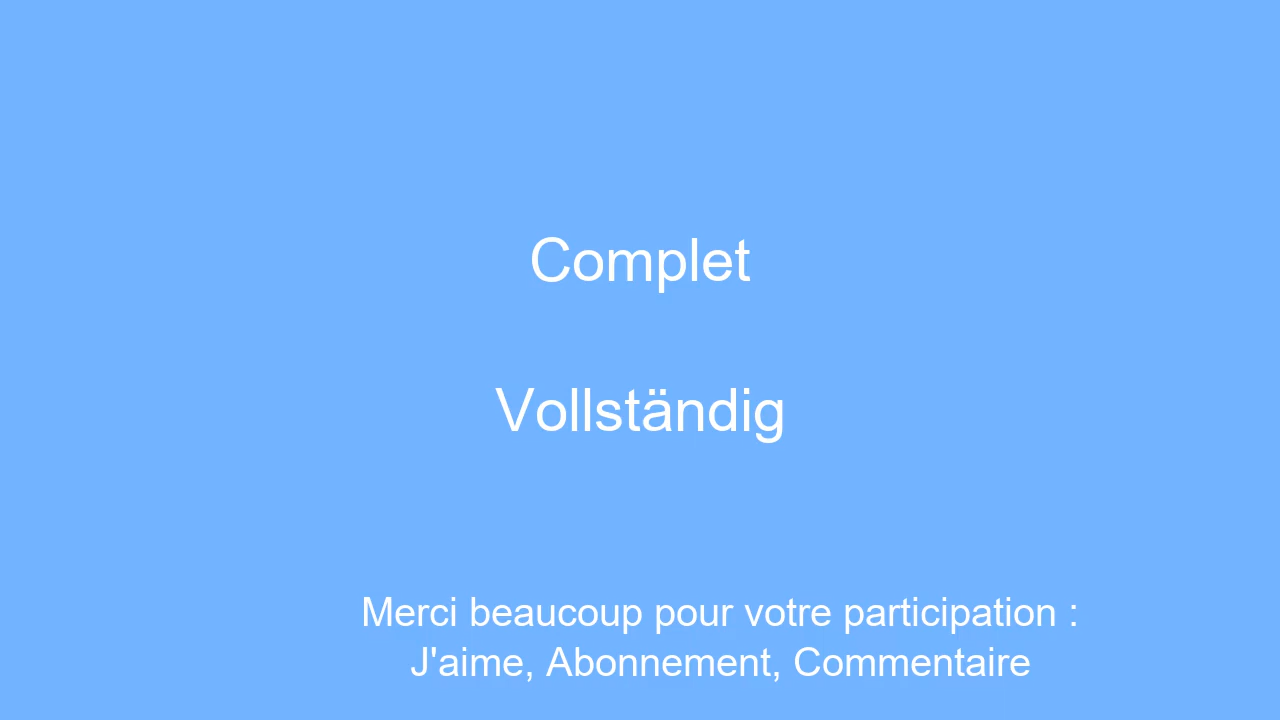 Complet
Vollständig
Merci beaucoup pour votre participation :
J'aime, Abonnement, Commentaire